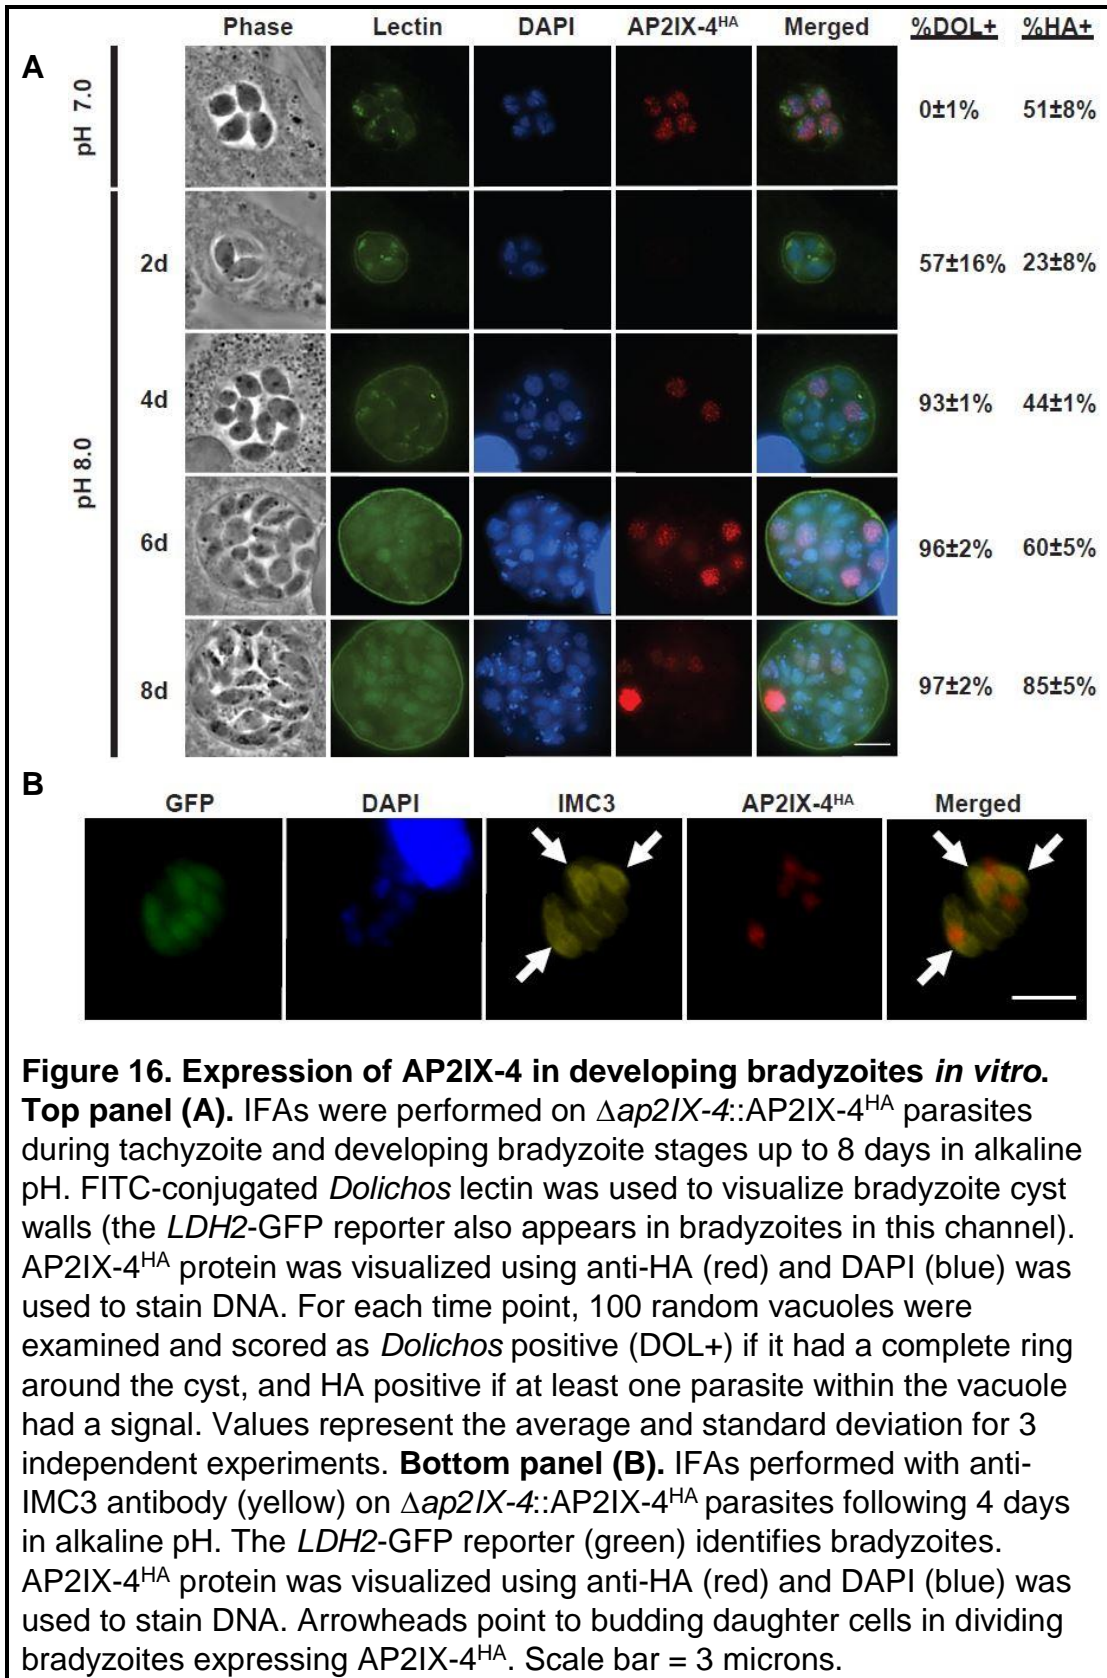 Phase Lectin DAPI AP2IX-4HA Merged %DOL+ %HA+
A
pH 7.0 0±1% 51±8%
pH 8.0
2d 57±16% 23±8%
4d 93±1% 44±1%
6d 96±2% 60±5%
8d 97±2% 85±5%
B
GFP DAPI IMC3 AP2IX-4HA Merged
Figure 16. Expression of AP2IX-4 in developing bradyzoites in vitro.
Top panel (A). IFAs were performed on Δap2IX-4::AP2IX-4HA parasites
during tachyzoite and developing bradyzoite stages up to 8 days in alkaline
pH. FITC-conjugated Dolichos lectin was used to visualize bradyzoite cyst
walls (the LDH2-GFP reporter also appears in bradyzoites in this channel).
AP2IX-4HA protein was visualized using anti-HA (red) and DAPI (blue) was
used to stain DNA. For each time point, 100 random vacuoles were
examined and scored as Dolichos positive (DOL+) if it had a complete ring
around the cyst, and HA positive if at least one parasite within the vacuole
had a signal. Values represent the average and standard deviation for 3
independent experiments. Bottom panel (B). IFAs performed with anti-
IMC3 antibody (yellow) on Δap2IX-4::AP2IX-4HA parasites following 4 days
in alkaline pH. The LDH2-GFP reporter (green) identifies bradyzoites.
AP2IX-4HA protein was visualized using anti-HA (red) and DAPI (blue) was
used to stain DNA. Arrowheads point to budding daughter cells in dividing
bradyzoites expressing AP2IX-4HA. Scale bar = 3 microns.